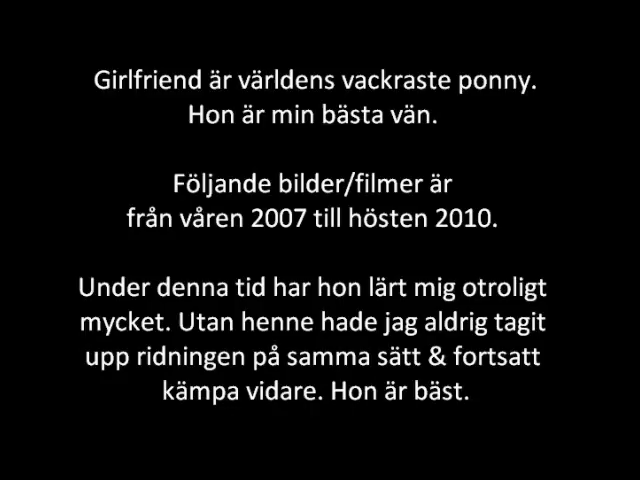 Girlfriend är världens vackraste ponny.
Hon är min bästa vän.
Följande bilder/filmer är
från våren 2007 till hösten 2010.
Under denna tid har hon lärt mig otroligt
mycket. Utan henne hade jag aldrig tagit
upp ridningen på samma sätt & fortsatt
kämpa vidare. Hon är bäst.